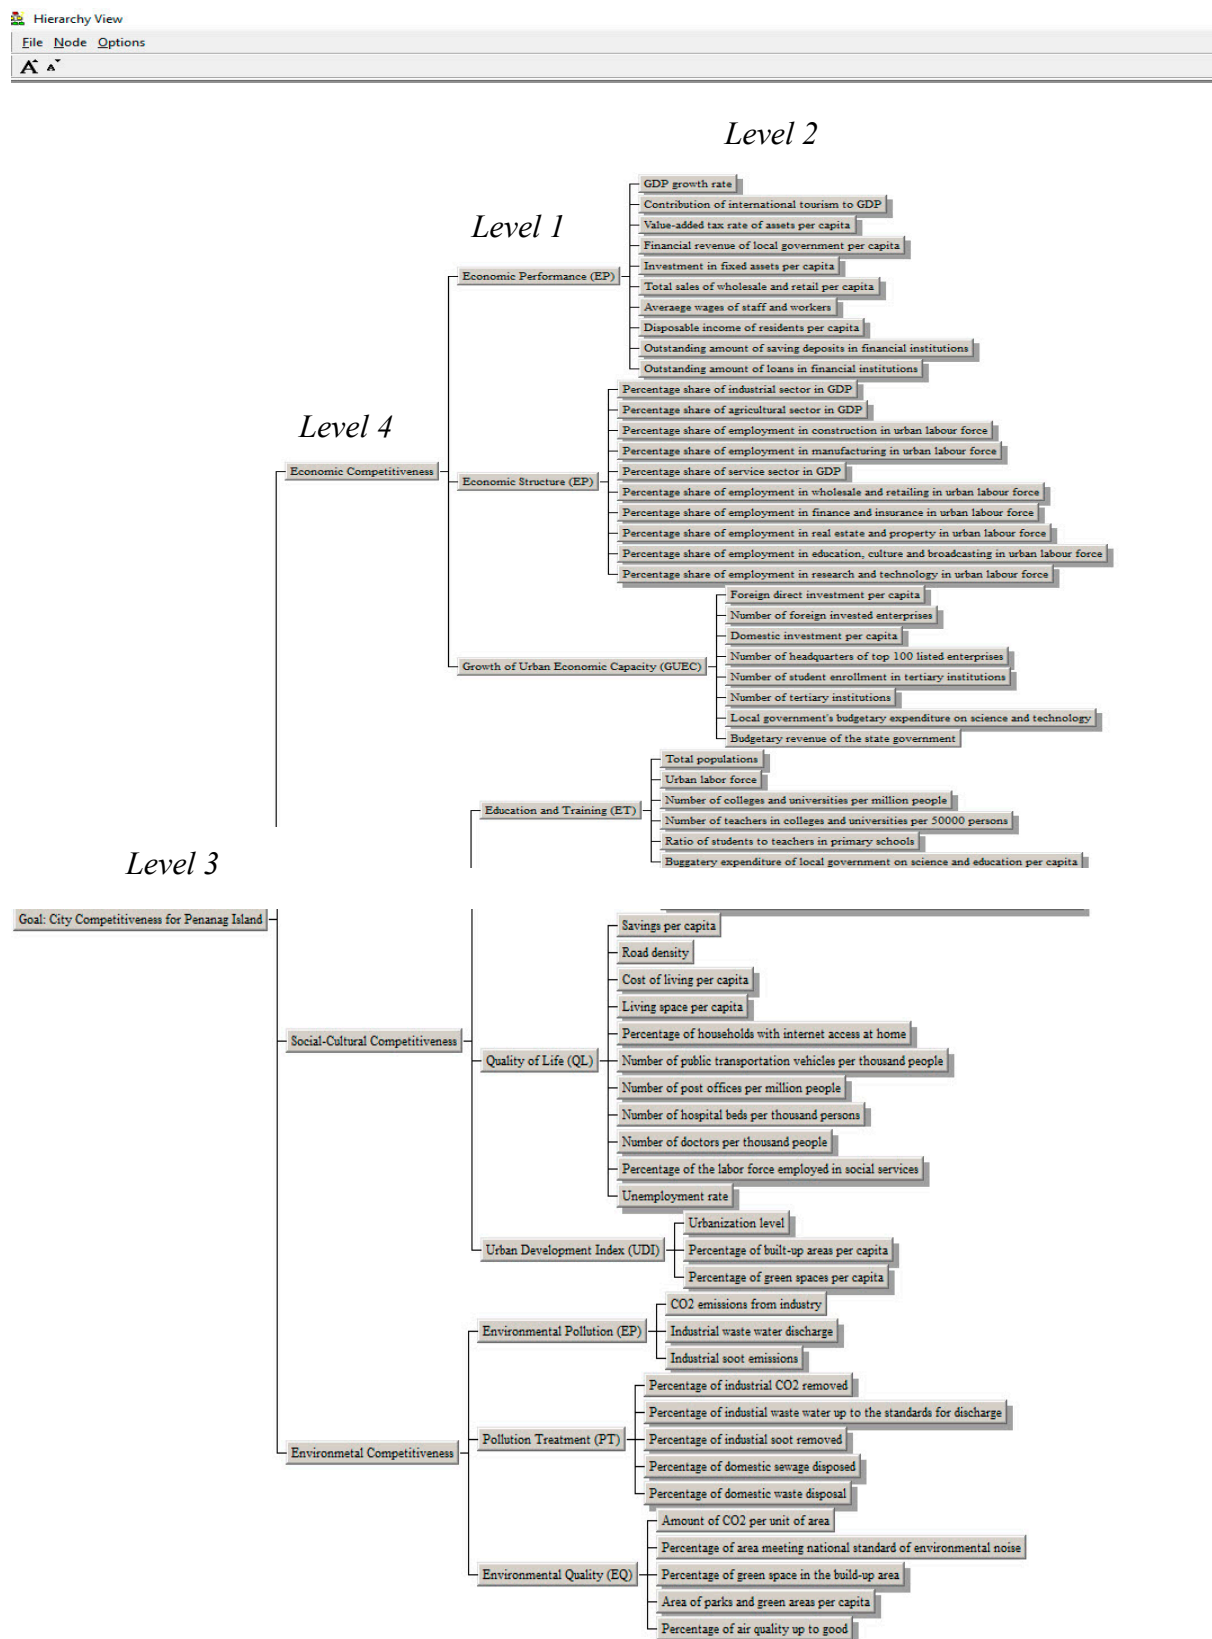 Hierarchy View
File Node Options
A A
Level 2
GDP growth rate
Contribution of international tourism to GDP
Level 1
Value-added tax rate of assets per capita
Financial revenue of local government per capita
Investment in fixed assets per capita
Economic Performance (EP)
Total sales of wholesale and retail per capita
Averaege wages of staff and workers
Disposable income of residents per capita
Outstanding amount of saving deposits in financial institutions
Outstanding amount of loans in financial institutions
Percentage share of industrial sector in GDP
Percentage share of agricultural sector in GDP
Level 4
Percentage share of employment in construction in urban labour force
Percentage share of employment in manufacturing in urban labour force
Economic Competitiveness
Percentage share of service sector in GDP
Economic Structure (EP)
Percentage share of employment in wholesale and retailing in urban labour force
Percentage share of employment in finance and insurance in urban labour force
Percentage share of employment in real estate and property in urban labour force
Percentage share of employment in education, culture and broadcasting in urban labour force
Percentage share of employment in research and technology in urban labour force
Foreign direct investment per capita
Number of foreign invested enterprises
Domestic investment per capita
Number of headquarters of top 100 listed enterprises
Growth of Urban Economic Capacity (GUEC)
Number of student enrollment in tertiary institutions
Number of tertiary institutions
Local government's budgetary expenditure on science and technology
Budgetary revenue of the state government
Total populations
Urban labor force
Number of colleges and universities per million people
Education and Training (ET)
Number of teachers in colleges and universities per 50000 persons
Ratio of students to teachers in primary schools
Buggatery expenditure of local government on science and education per capita
Level 3
Goal: City Competitiveness for Penanag Island
Savings per capita
Road density
Cost of living per capita
Living space per capita
Percentage of households with internet access at home
Social-Cultural Competitiveness
Quality of Life (QL)
Number of public transportation vehicles per thousand people
Number of post offices per million people
Number of hospital beds per thousand persons
Number of doctors per thousand people
Percentage of the labor force employed in social services
Unemployment rate
Urbanization level
Urban Development Index (UDI)
Percentage of built-up areas per capita
Percentage of green spaces per capita
CO2 emissions from industry
Environmental Pollution (EP)
Industrial waste water discharge
Industrial soot emissions
Percentage of industrial CO2 removed
Percentage of industial waste water up to the standards for discharge
Pollution Treatment (PT)
Percentage of industial soot removed
Environmetal Competitiveness
Percentage of domestic sewage disposed
Percentage of domestic waste disposal
Amount of CO2 per unit of area
Percentage of area meeting national standard of environmental noise
Environmental Quality (EQ)
Percentage of green space in the build-up area
Area of parks and green areas per capita
Percentage of air quality up to good